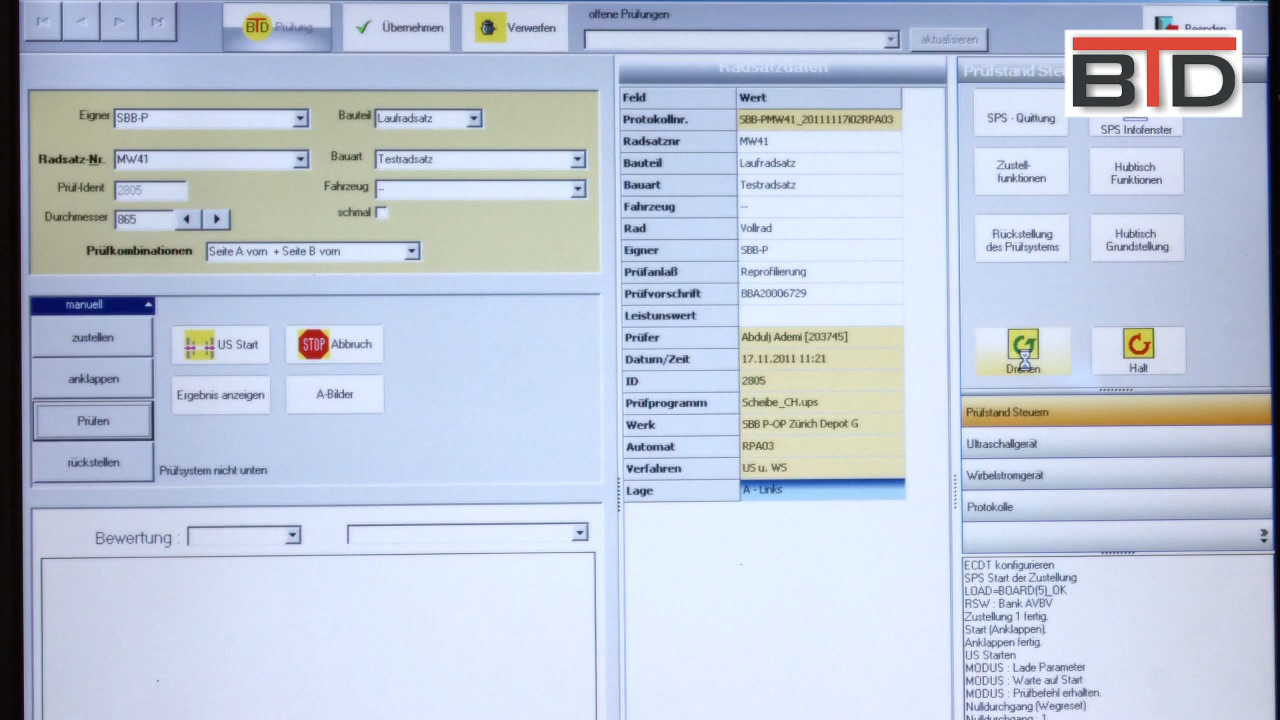 BTD Prüfung
Übernehmen
Verwerfen
offene Prüfungen
aktualisieren
Beenden
BTD
Eigner SBB-P
Bauteil Laufradsatz
Radsatz-Nr. MW41
Bauart Testradsatz
Prüf-Ident 2805
Fahrzeug --
Durchmesser 865
schmal
Prüfkombinationen Seite A vorn + Seite B vorn
manuell
zustellen
anklappen
Prüfen
rückstellen
US Start
STOP Abbruch
Ergebnis anzeigen
A-Bilder
Prüfsystem nicht unten
Bewertung :
Radsatzdaten
Feld Wert
Protokollnr. SBB-PMW41_20111117I02RPA03
Radsatznr MW41
Bauteil Laufradsatz
Bauart Testradsatz
Fahrzeug --
Rad Vollrad
Eigner SBB-P
Prüfanlaß Reprofilierung
Prüfvorschrift BBA20006729
Leistunswert
Prüfer Abdulj Ademi [203745]
Datum/Zeit 17.11.2011 11:21
ID 2805
Prüfprogramm Scheibe_CH.ups
Werk SBB P-OP Zürich Depot G
Automat RPA03
Verfahren US u. WS
Lage A - Links
Prüfstand Ste
SPS - Quittung
SPS Infofenster
Zustell-
funktionen
Hubtisch
Funktionen
Rückstellung
des Prüfsystems
Hubtisch
Grundstellung
Drehen
Halt
Prüfstand Steuern
Ultraschallgerät
Wirbelstromgerät
Protokolle
ECDT konfigurieren
SPS Start der Zustellung
LOAD=BOARD[5]_OK
RSW : Bank AVBV
Zustellung 1 fertig.
Start (Anklappen).
Anklappen fertig.
US Starten
MODUS : Lade Parameter
MODUS : Warte auf Start
MODUS : Prüfbefehl erhalten.
Nulldurchgang (Wegreset)
Nulldurchgang : 1